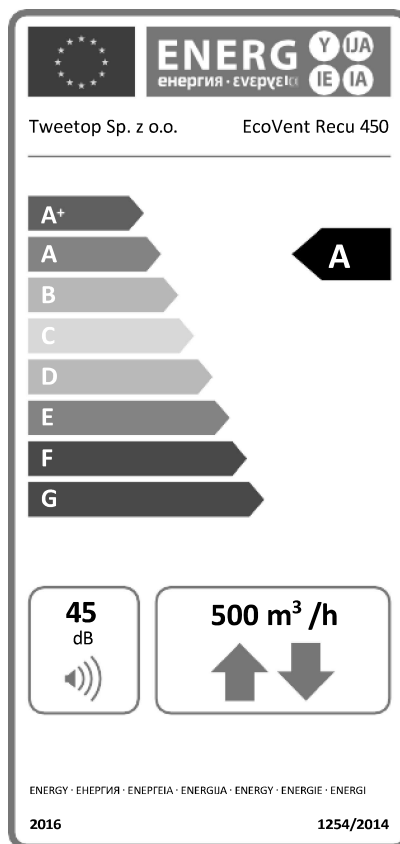 ENERG Y IJA
енергия · ενεργεια IE IA
Tweetop Sp. z o.o. EcoVent Recu 450
A+
A A
B
C
D
E
F
G
45 500 m³ /h
dB
ENERGY · ЕНЕРГИЯ · ΕΝΕΡΓΕΙΑ · ENERGIJA · ENERGY · ENERGIE · ENERGI
2016 1254/2014